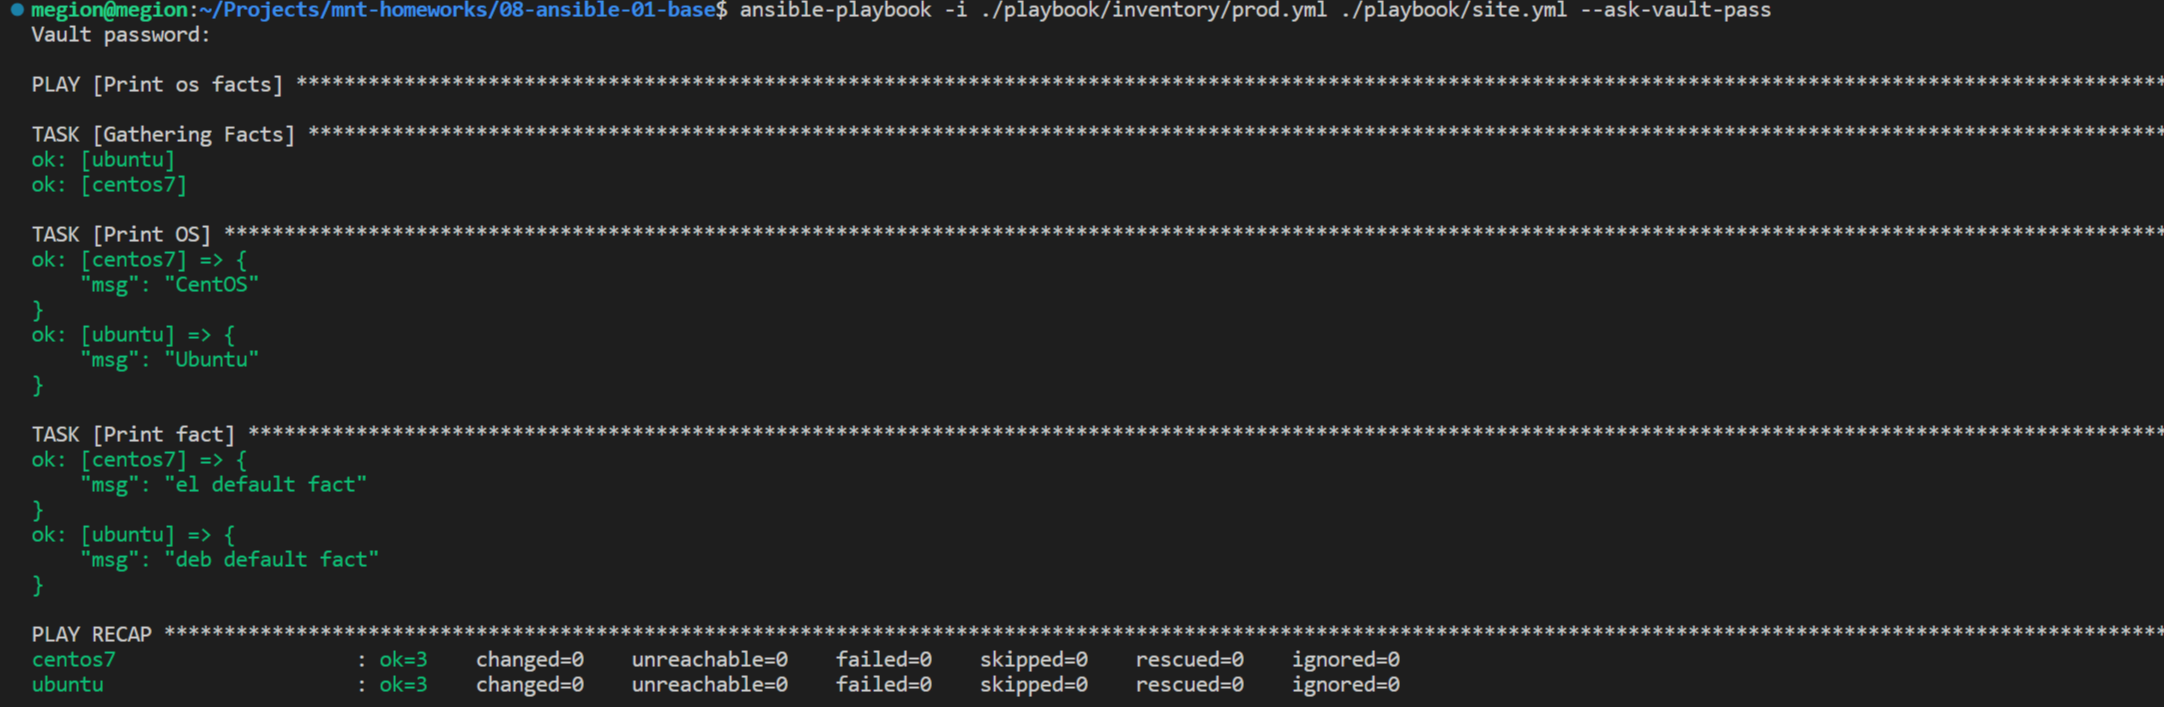 megion@megion:~/Projects/mnt-homeworks/08-ansible-01-base$ ansible-playbook -i ./playbook/inventory/prod.yml ./playbook/site.yml --ask-vault-pass
Vault password:
PLAY [Print os facts] ***********************************************************************************************************************************************************
TASK [Gathering Facts] **********************************************************************************************************************************************************
ok: [ubuntu]
ok: [centos7]
TASK [Print OS] *****************************************************************************************************************************************************************
ok: [centos7] => {
    "msg": "CentOS"
}
ok: [ubuntu] => {
    "msg": "Ubuntu"
}
TASK [Print fact] ***************************************************************************************************************************************************************
ok: [centos7] => {
    "msg": "el default fact"
}
ok: [ubuntu] => {
    "msg": "deb default fact"
}
PLAY RECAP **********************************************************************************************************************************************************************
centos7                    : ok=3    changed=0    unreachable=0    failed=0    skipped=0    rescued=0    ignored=0
ubuntu                     : ok=3    changed=0    unreachable=0    failed=0    skipped=0    rescued=0    ignored=0